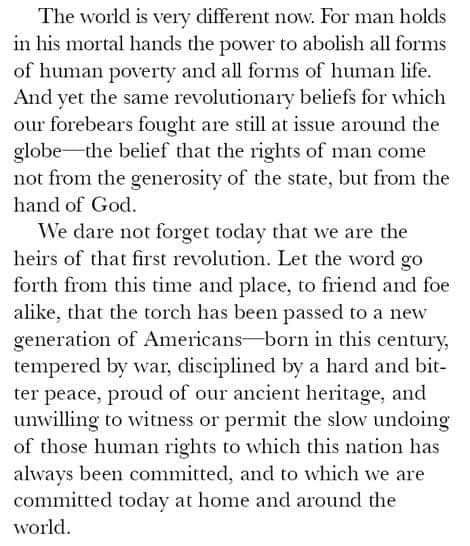 The world is very different now. For man holds
in his mortal hands the power to abolish all forms
of human poverty and all forms of human life.
And yet the same revolutionary beliefs for which
our forebears fought are still at issue around the
globe—the belief that the rights of man come
not from the generosity of the state, but from the
hand of God.
We dare not forget today that we are the
heirs of that first revolution. Let the word go
forth from this time and place, to friend and foe
alike, that the torch has been passed to a new
generation of Americans—born in this century,
tempered by war, disciplined by a hard and bit-
ter peace, proud of our ancient heritage, and
unwilling to witness or permit the slow undoing
of those human rights to which this nation has
always been committed, and to which we are
committed today at home and around the
world.